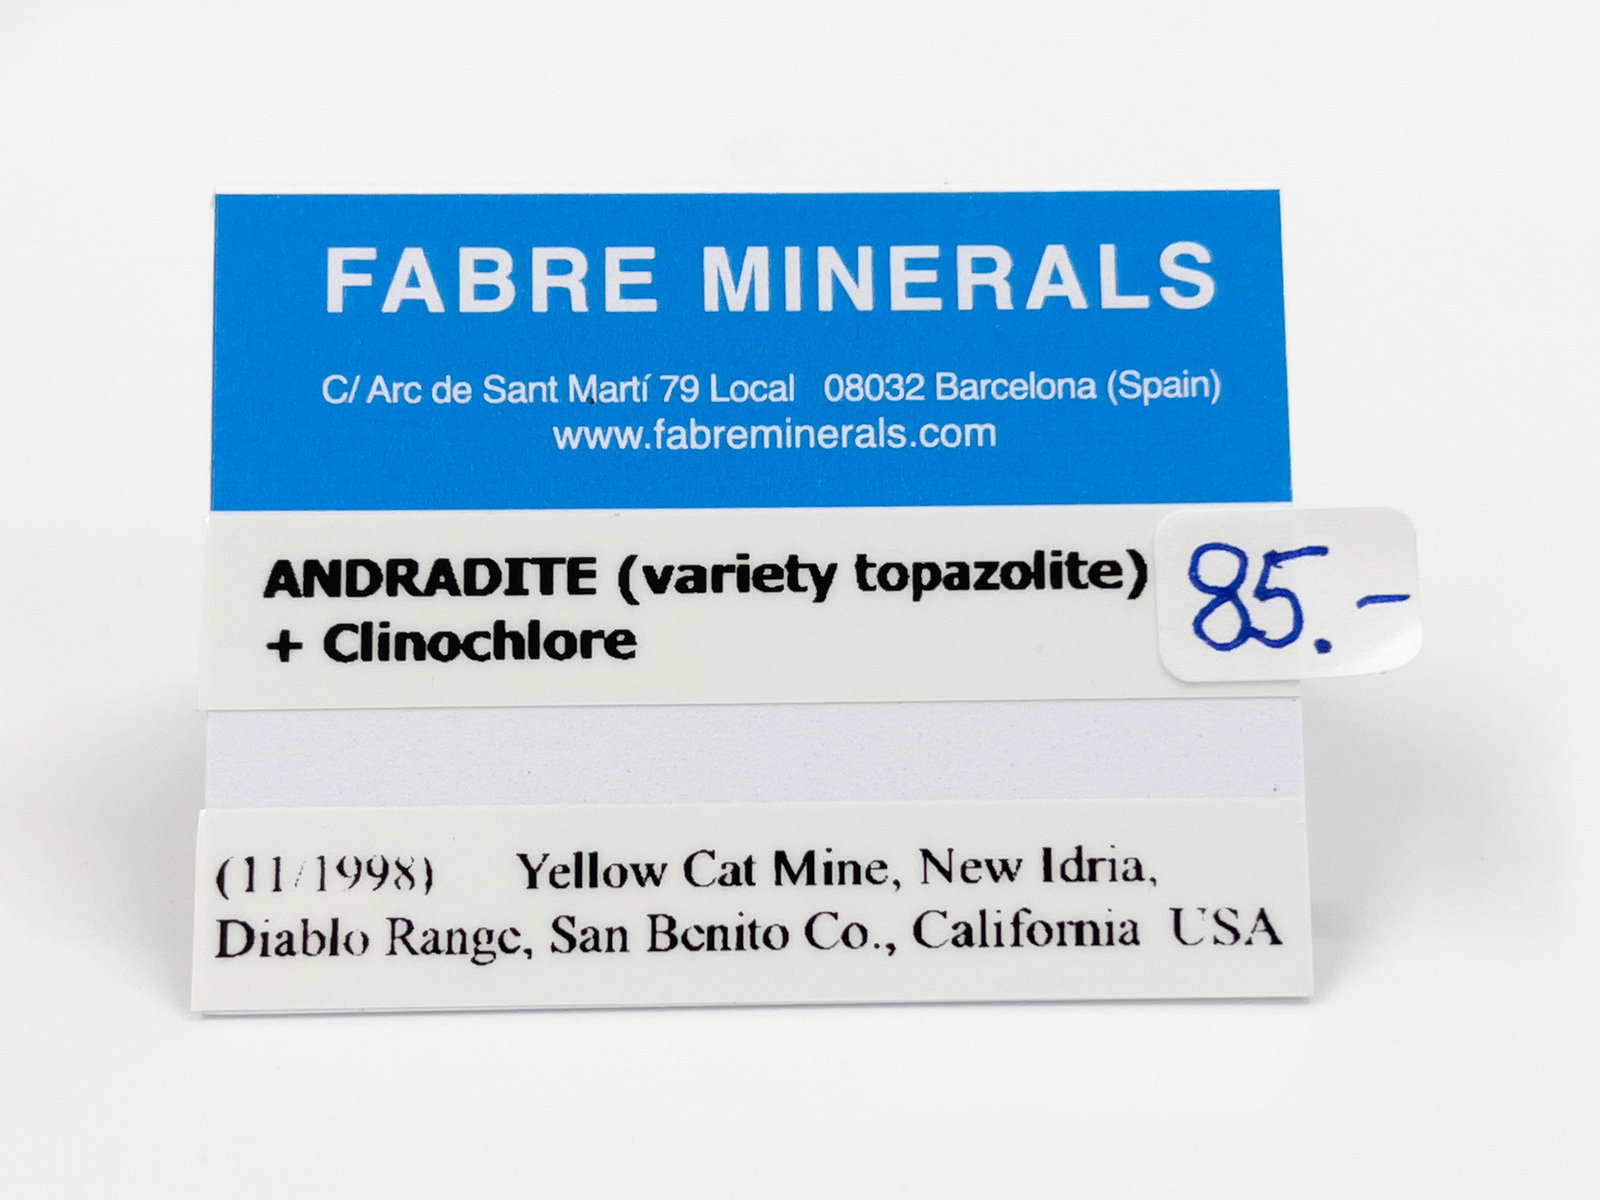 FABRE MINERALS
C/ Arc de Sant Martí 79 Local 08032 Barcelona (Spain)
www.fabreminerals.com
ANDRADITE (variety topazolite)
+ Clinochlore
85.-
(11/1998) Yellow Cat Mine, New Idria,
Diablo Range, San Benito Co., California USA